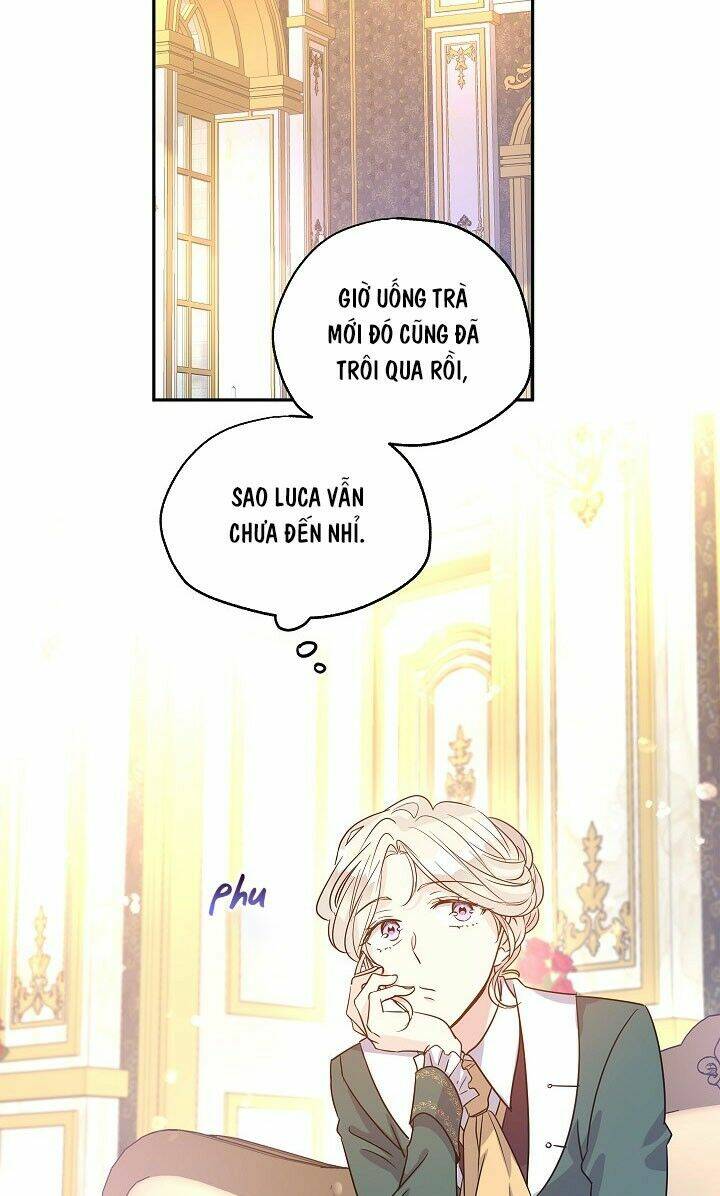 GIỜ UỐNG TRÀ
MỚI ĐÓ CŨNG ĐÃ
TRÔI QUA RỒI,
SAO LUCA VẪN
CHƯA ĐẾN NHỈ.
phu